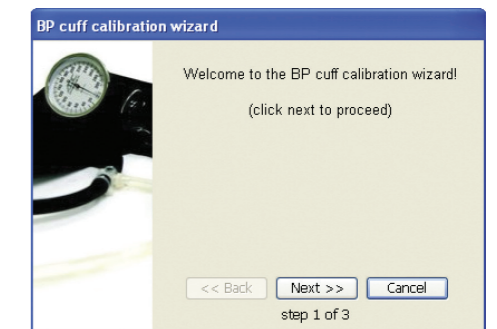 BP cuff calibration wizard
Welcome to the BP cuff calibration wizard!
(click next to proceed)
<< Back Next >> Cancel
step 1 of 3